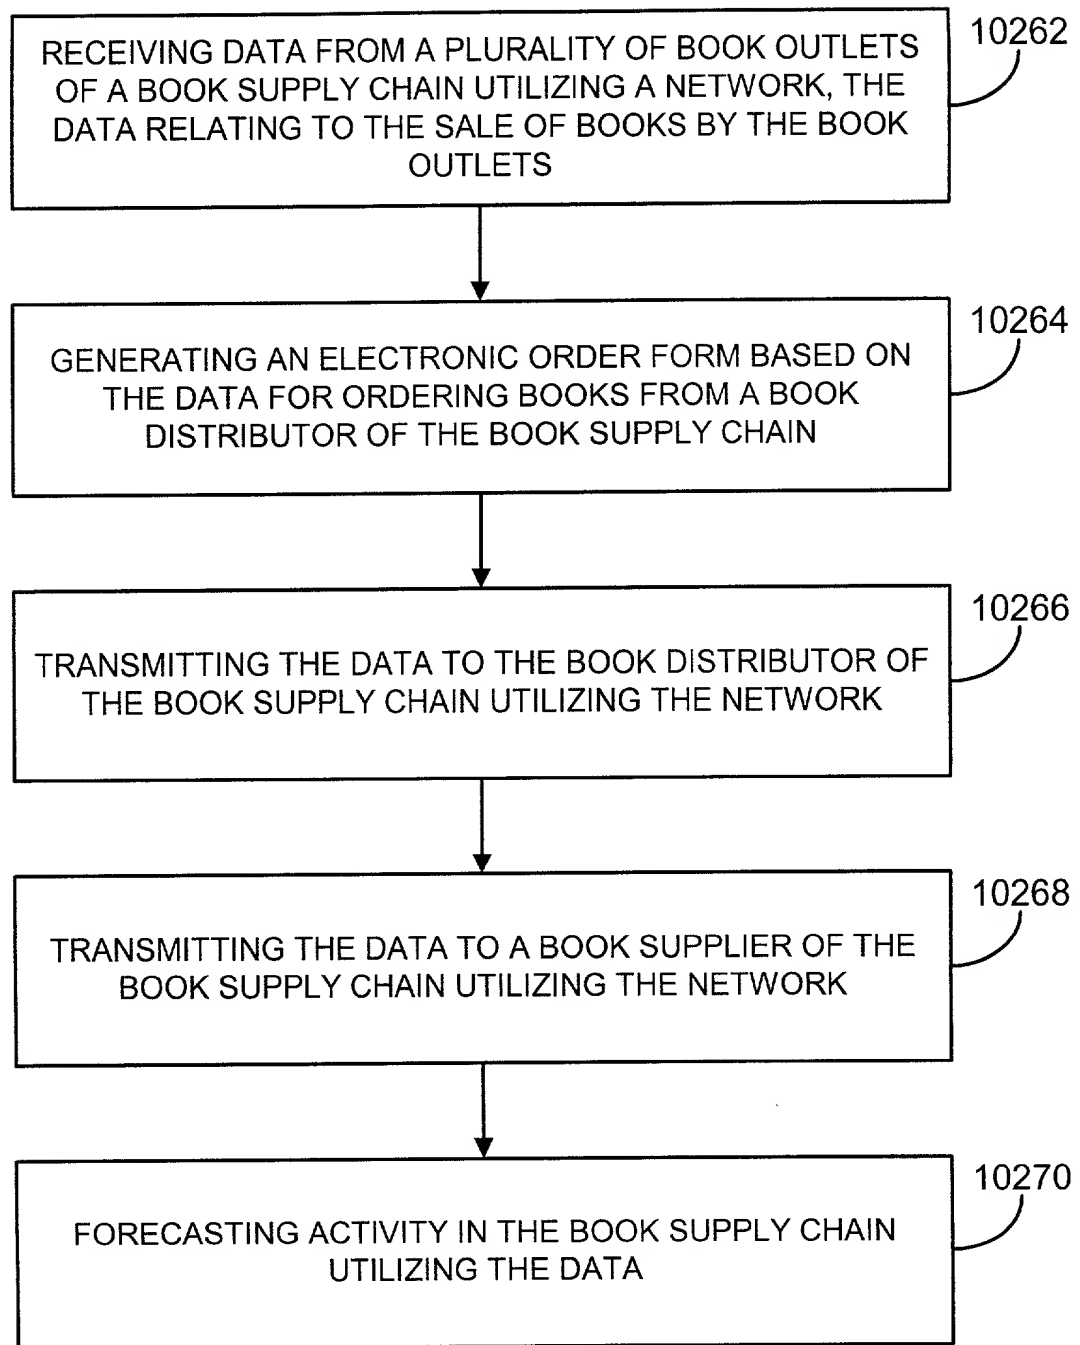 RECEIVING DATA FROM A PLURALITY OF BOOK OUTLETS
OF A BOOK SUPPLY CHAIN UTILIZING A NETWORK, THE
DATA RELATING TO THE SALE OF BOOKS BY THE BOOK
OUTLETS
10262
GENERATING AN ELECTRONIC ORDER FORM BASED ON
THE DATA FOR ORDERING BOOKS FROM A BOOK
DISTRIBUTOR OF THE BOOK SUPPLY CHAIN
10264
TRANSMITTING THE DATA TO THE BOOK DISTRIBUTOR OF
THE BOOK SUPPLY CHAIN UTILIZING THE NETWORK
10266
TRANSMITTING THE DATA TO A BOOK SUPPLIER OF THE
BOOK SUPPLY CHAIN UTILIZING THE NETWORK
10268
FORECASTING ACTIVITY IN THE BOOK SUPPLY CHAIN
UTILIZING THE DATA
10270